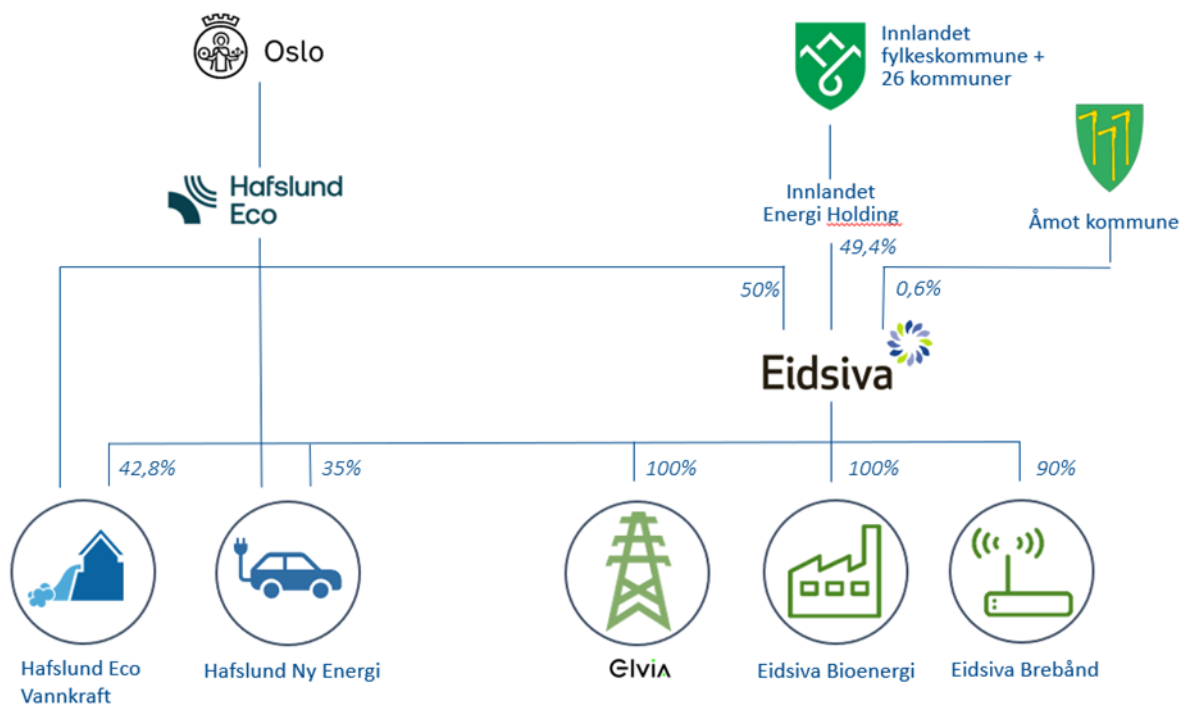 Oslo
Innlandet
fylkeskommune +
26 kommuner
Hafslund
Eco
Innlandet
Energi Holding
Åmot kommune
49,4%
50%
0,6%
Eidsiva
42,8%
35%
100%
100%
90%
Hafslund Eco
Vannkraft
Hafslund Ny Energi
Elvia
Eidsiva Bioenergi
Eidsiva Brebånd